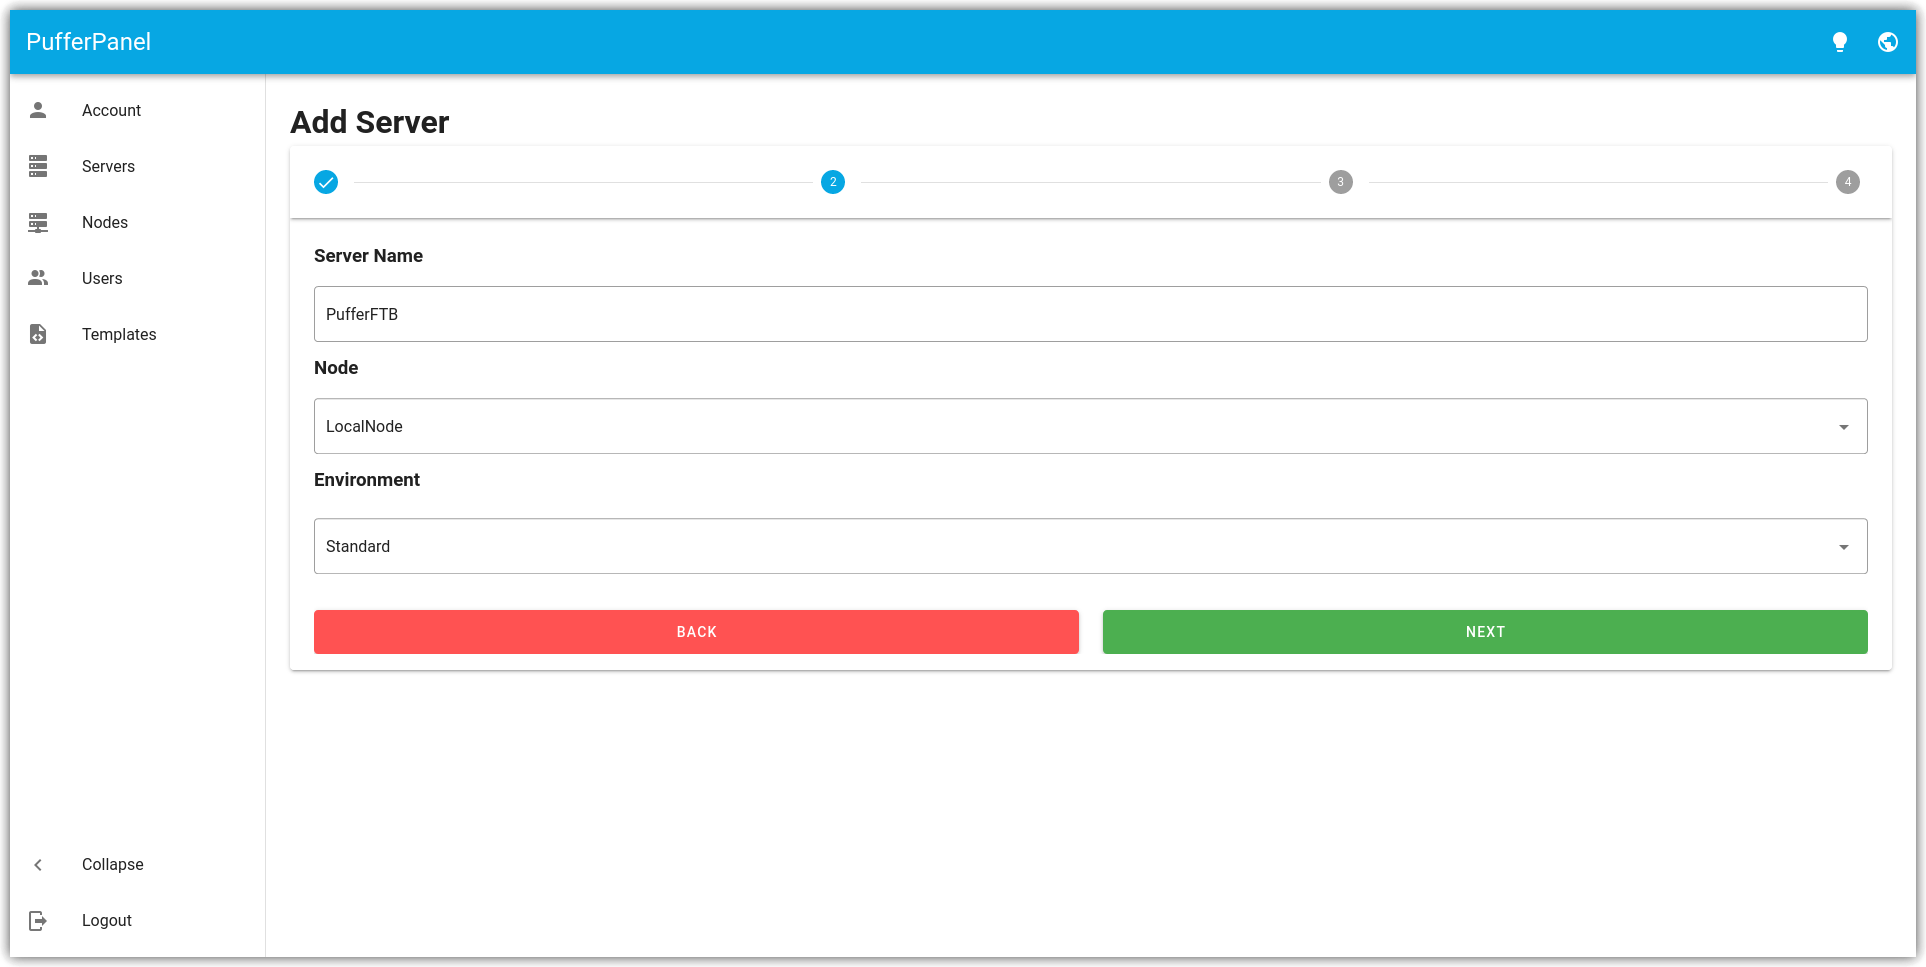 PufferPanel
Account
Servers
Nodes
Users
Templates
Collapse
Logout
Add Server
2
3
4
Server Name
PufferFTB
Node
LocalNode
Environment
Standard
BACK
NEXT